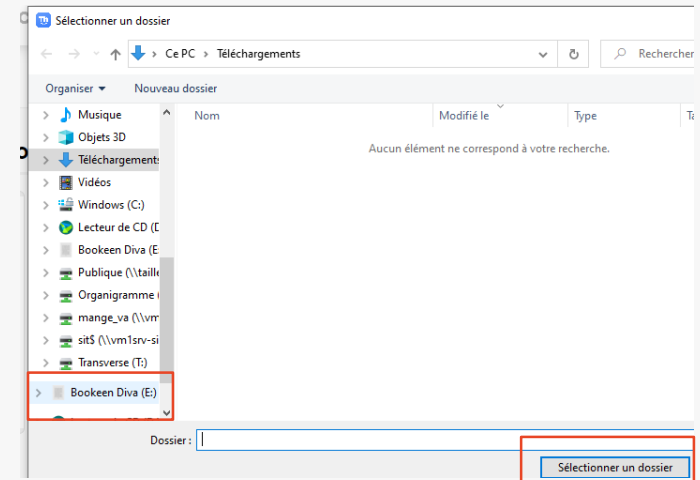 Sélectionner un dossier
Ce PC > Téléchargements
Rechercher
Organiser
Nouveau dossier
Nom
Modifié le
Type
Musique
Objets 3D
Téléchargements
Vidéos
Windows (C:)
Lecteur de CD (D
Bookeen Diva (E:
Publique (\\taille
Organigramme (
mange_va (\\vm
sit$ (\\vm1srv-si
Transverse (T:)
Bookeen Diva (E:)
Aucun élément ne correspond à votre recherche.
Dossier :
Sélectionner un dossier